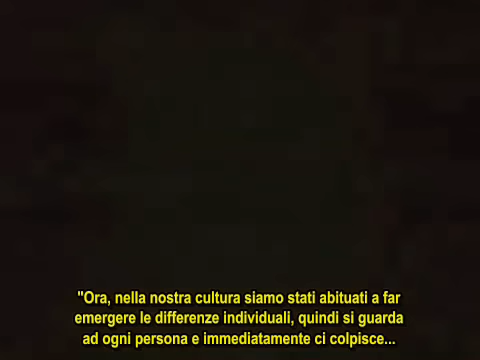 "Ora, nella nostra cultura siamo stati abituati a far
emergere le differenze individuali, quindi si guarda
ad ogni persona e immediatamente ci colpisce...